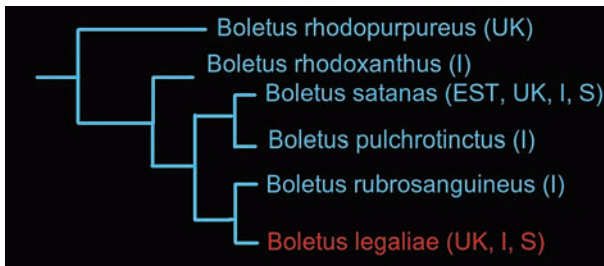 Boletus rhodopurpureus (UK)
Boletus rhodoxanthus (I)
Boletus satanas (EST, UK, I, S)
Boletus pulchrotinctus (I)
Boletus rubrosanguineus (I)
Boletus legaliae (UK, I, S)